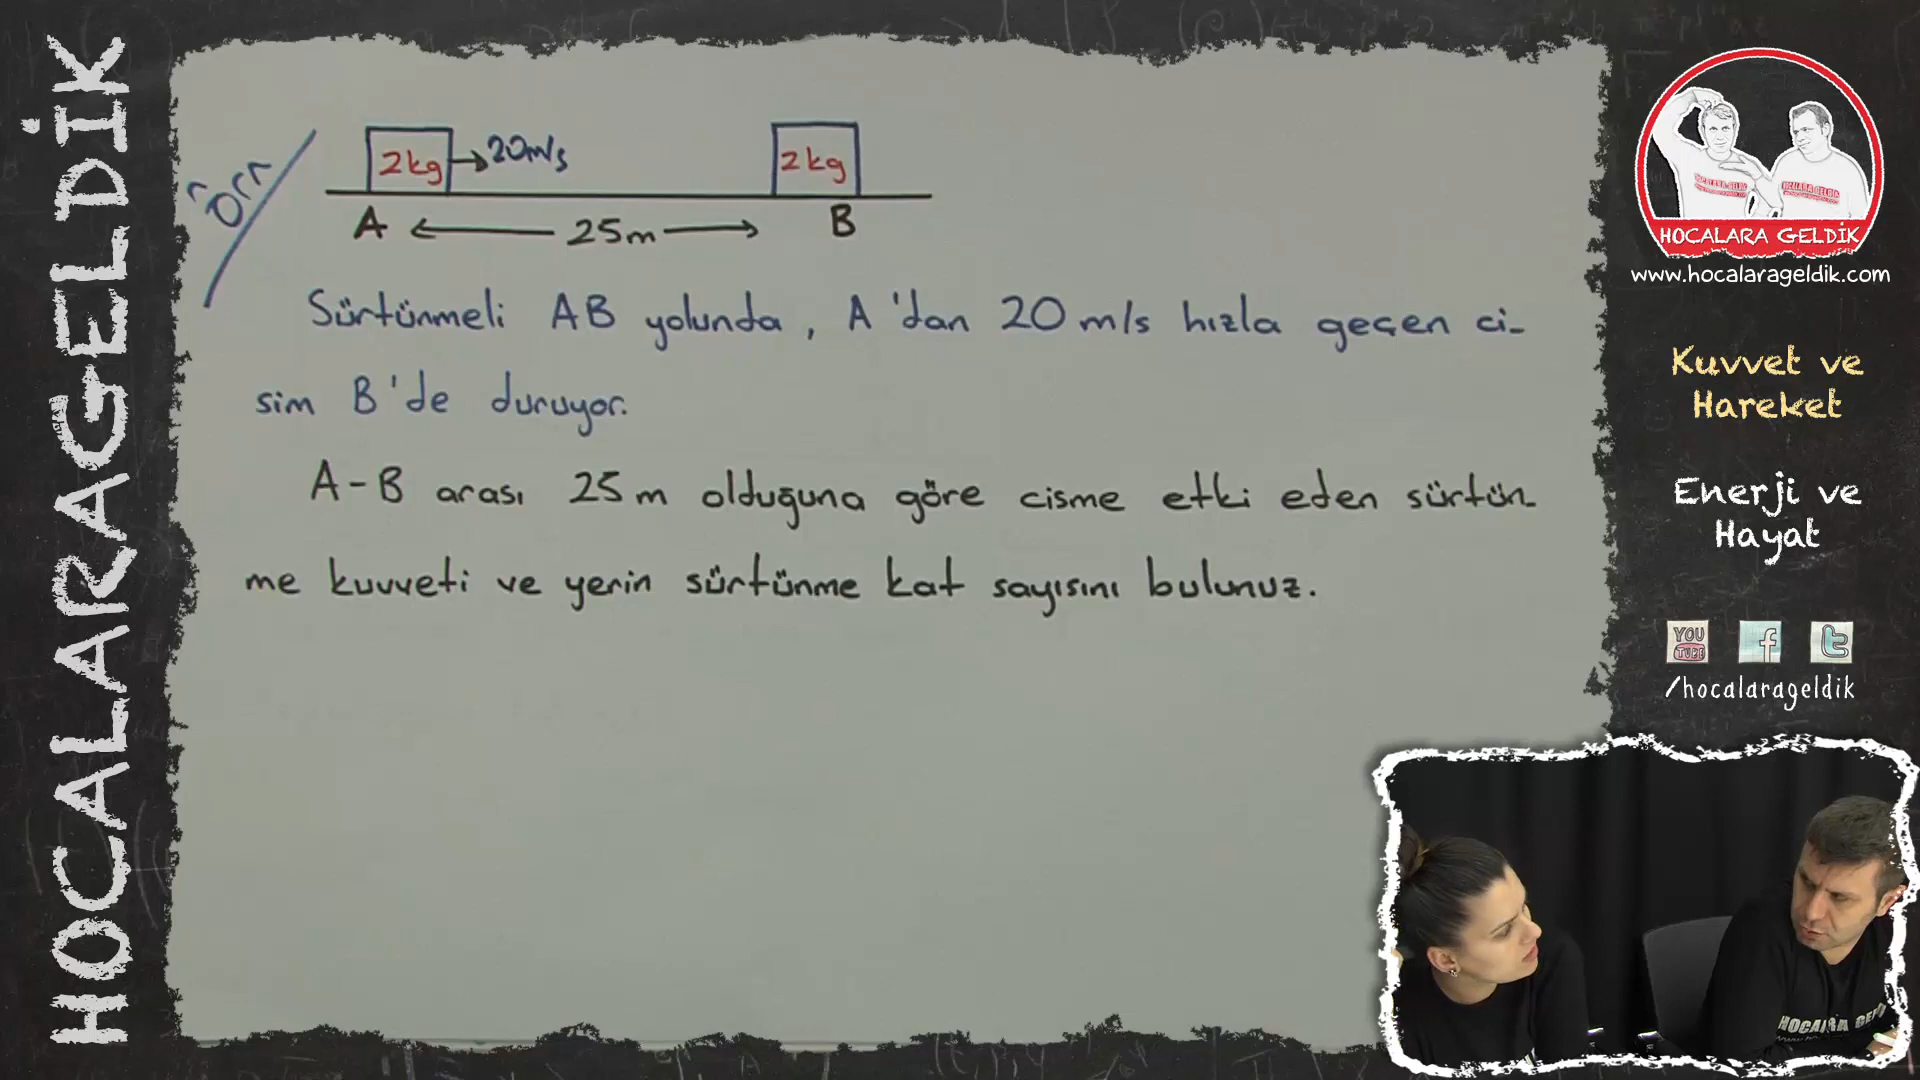 HOCALARAGELDİK
örr
2kg
20m/s
2kg
A
25m
B
Sürtünmeli AB yolunda, A'dan 20 m/s hızla geçen ci-
sim B'de duruyor.
A-B arası 25m olduğuna göre cisme etki eden sürtün-
me kuvveti ve yerin sürtünme kat sayısını bulunuz.
HOCALARA GELDİK
www.hocalarageldik.com
Kuvvet ve
Hareket
Enerji ve
Hayat
YOU
TUBE
f
t
/hocalarageldik